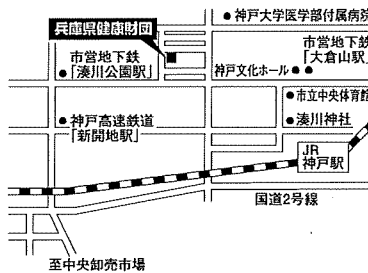 神戸大学医学部付属病院
兵庫県健康財団
市営地下鉄
「大倉山駅」
市営地下鉄
「湊川公園駅」
神戸文化ホール
市立中央体育館
神戸高速鉄道
「新開地駅」
湊川神社
JR
神戸駅
国道2号線
至中央卸売市場